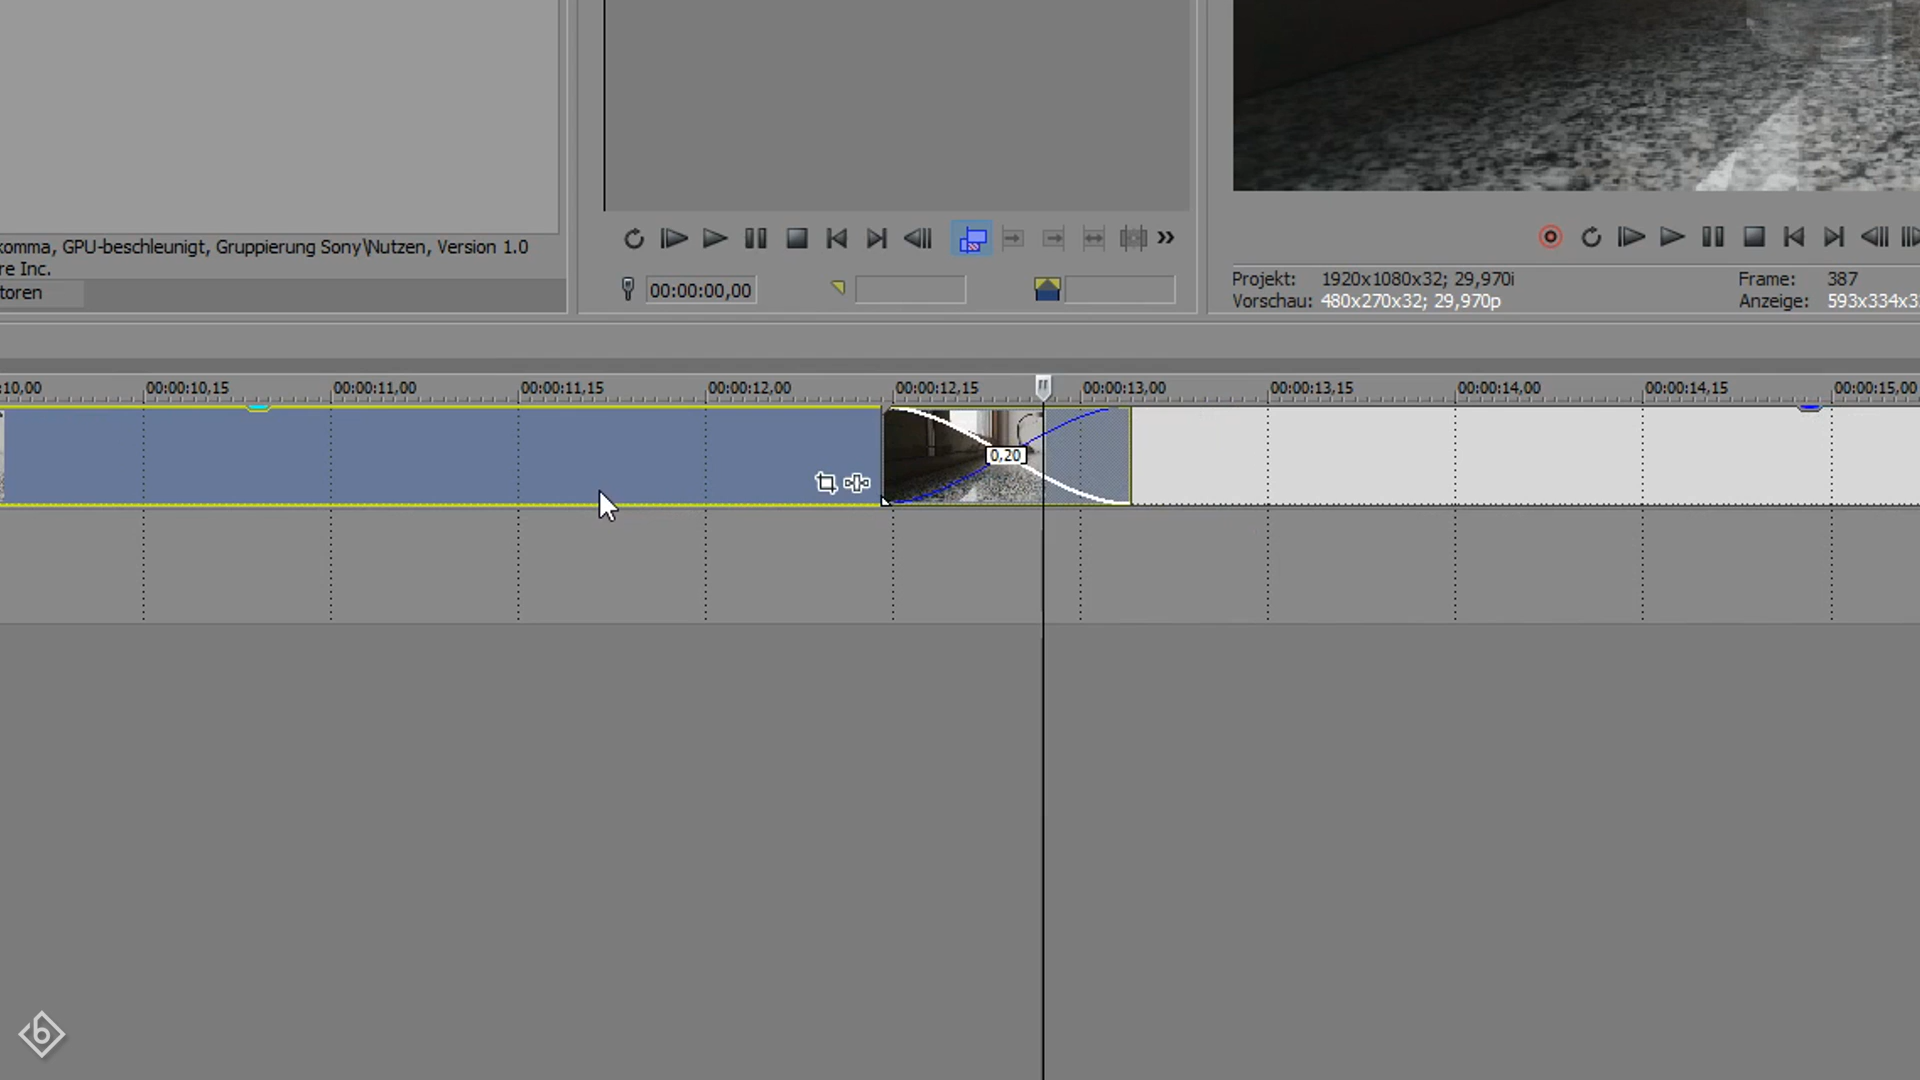 komma, GPU-beschleunigt, Gruppierung Sony\Nutzen, Version 1.0
re Inc.
toren
00:00:00,00
Projekt: 1920x1080x32; 29,970i
Frame: 387
Vorschau: 480x270x32; 29,970p
Anzeige: 593x334x3
:10,00 00:00:10,15 00:00:11,00 00:00:11,15 00:00:12,00 00:00:12,15 00:00:13,00 00:00:13,15 00:00:14,00 00:00:14,15 00:00:15,00
0,20